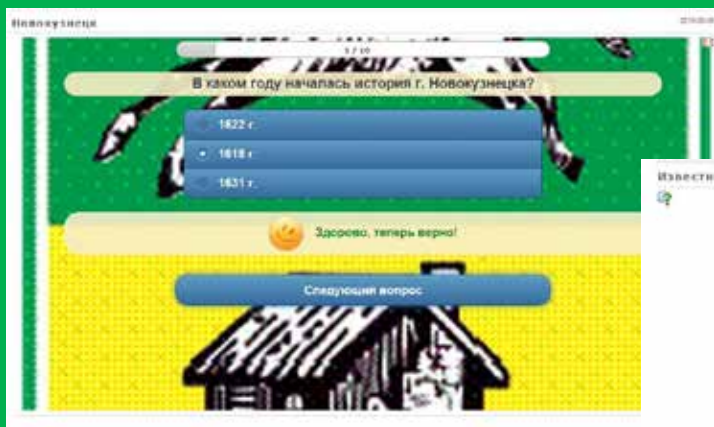 Новокузнецк
1 / 10
В каком году началась история г. Новокузнецка?
1622 г.
1618 г.
1631 г.
Здорово, теперь верно!
Следующий вопрос